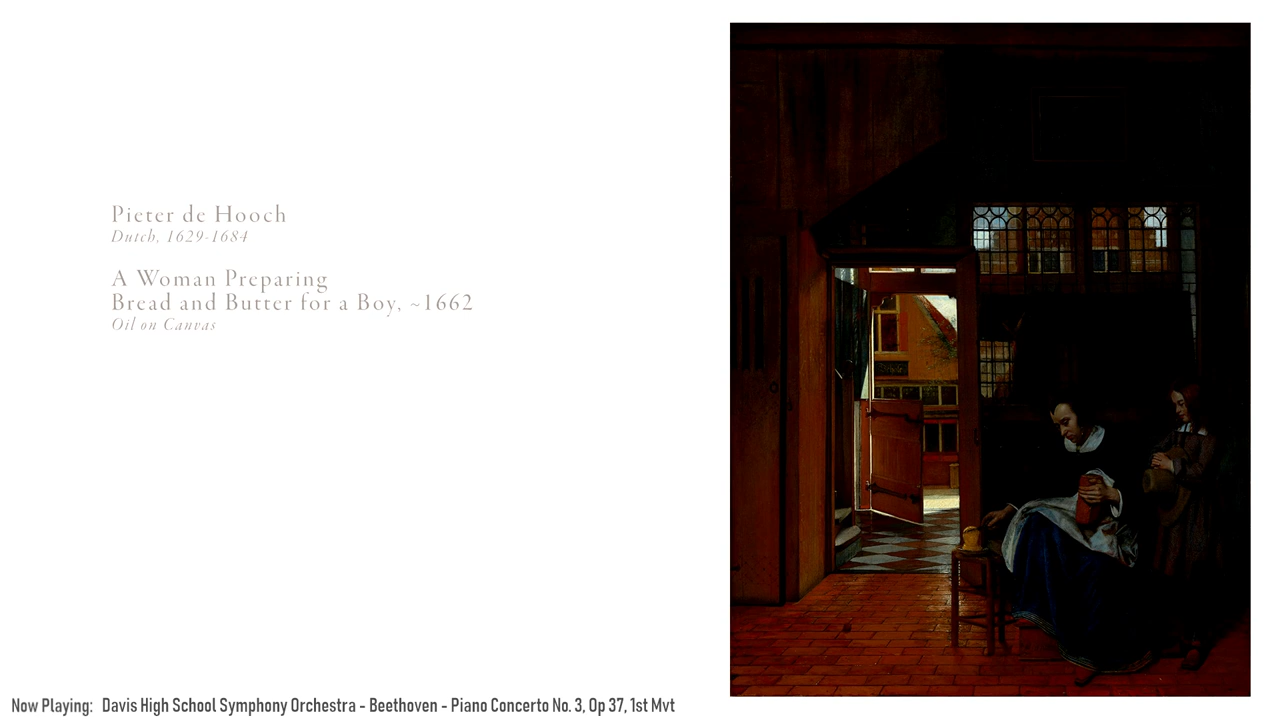 Pieter de Hooch
Dutch, 1629-1684
A Woman Preparing
Bread and Butter for a Boy, ~1662
Oil on Canvas
Now Playing: Davis High School Symphony Orchestra - Beethoven - Piano Concerto No. 3, Op 37, 1st Mvt